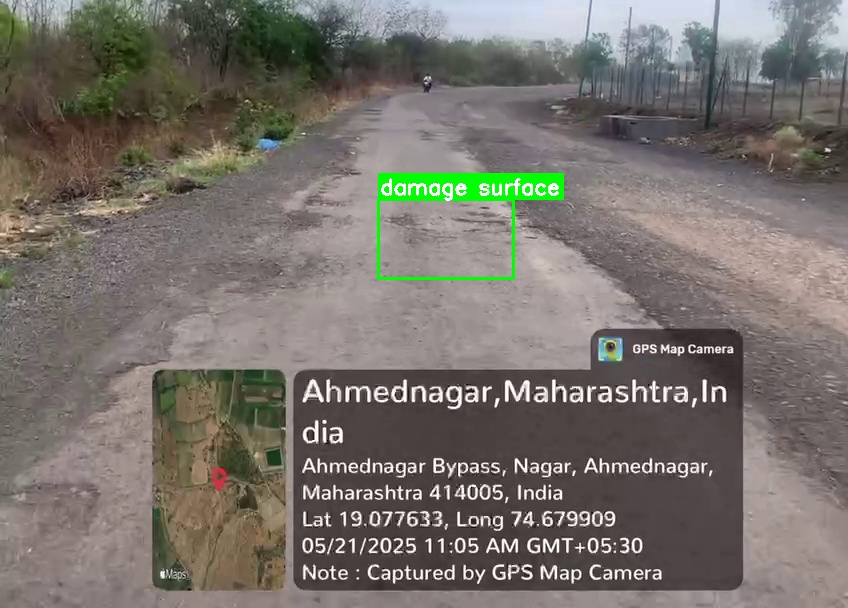 damage surface
GPS Map Camera
Ahmednagar,Maharashtra,In
dia
Ahmednagar Bypass, Nagar, Ahmednagar,
Maharashtra 414005, India
Lat 19.077633, Long 74.679909
05/21/2025 11:05 AM GMT+05:30
Note : Captured by GPS Map Camera
Maps